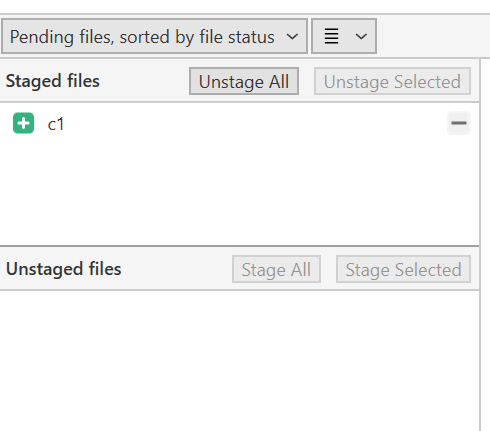 Pending files, sorted by file status
Staged files Unstage All Unstage Selected
c1
Unstaged files Stage All Stage Selected